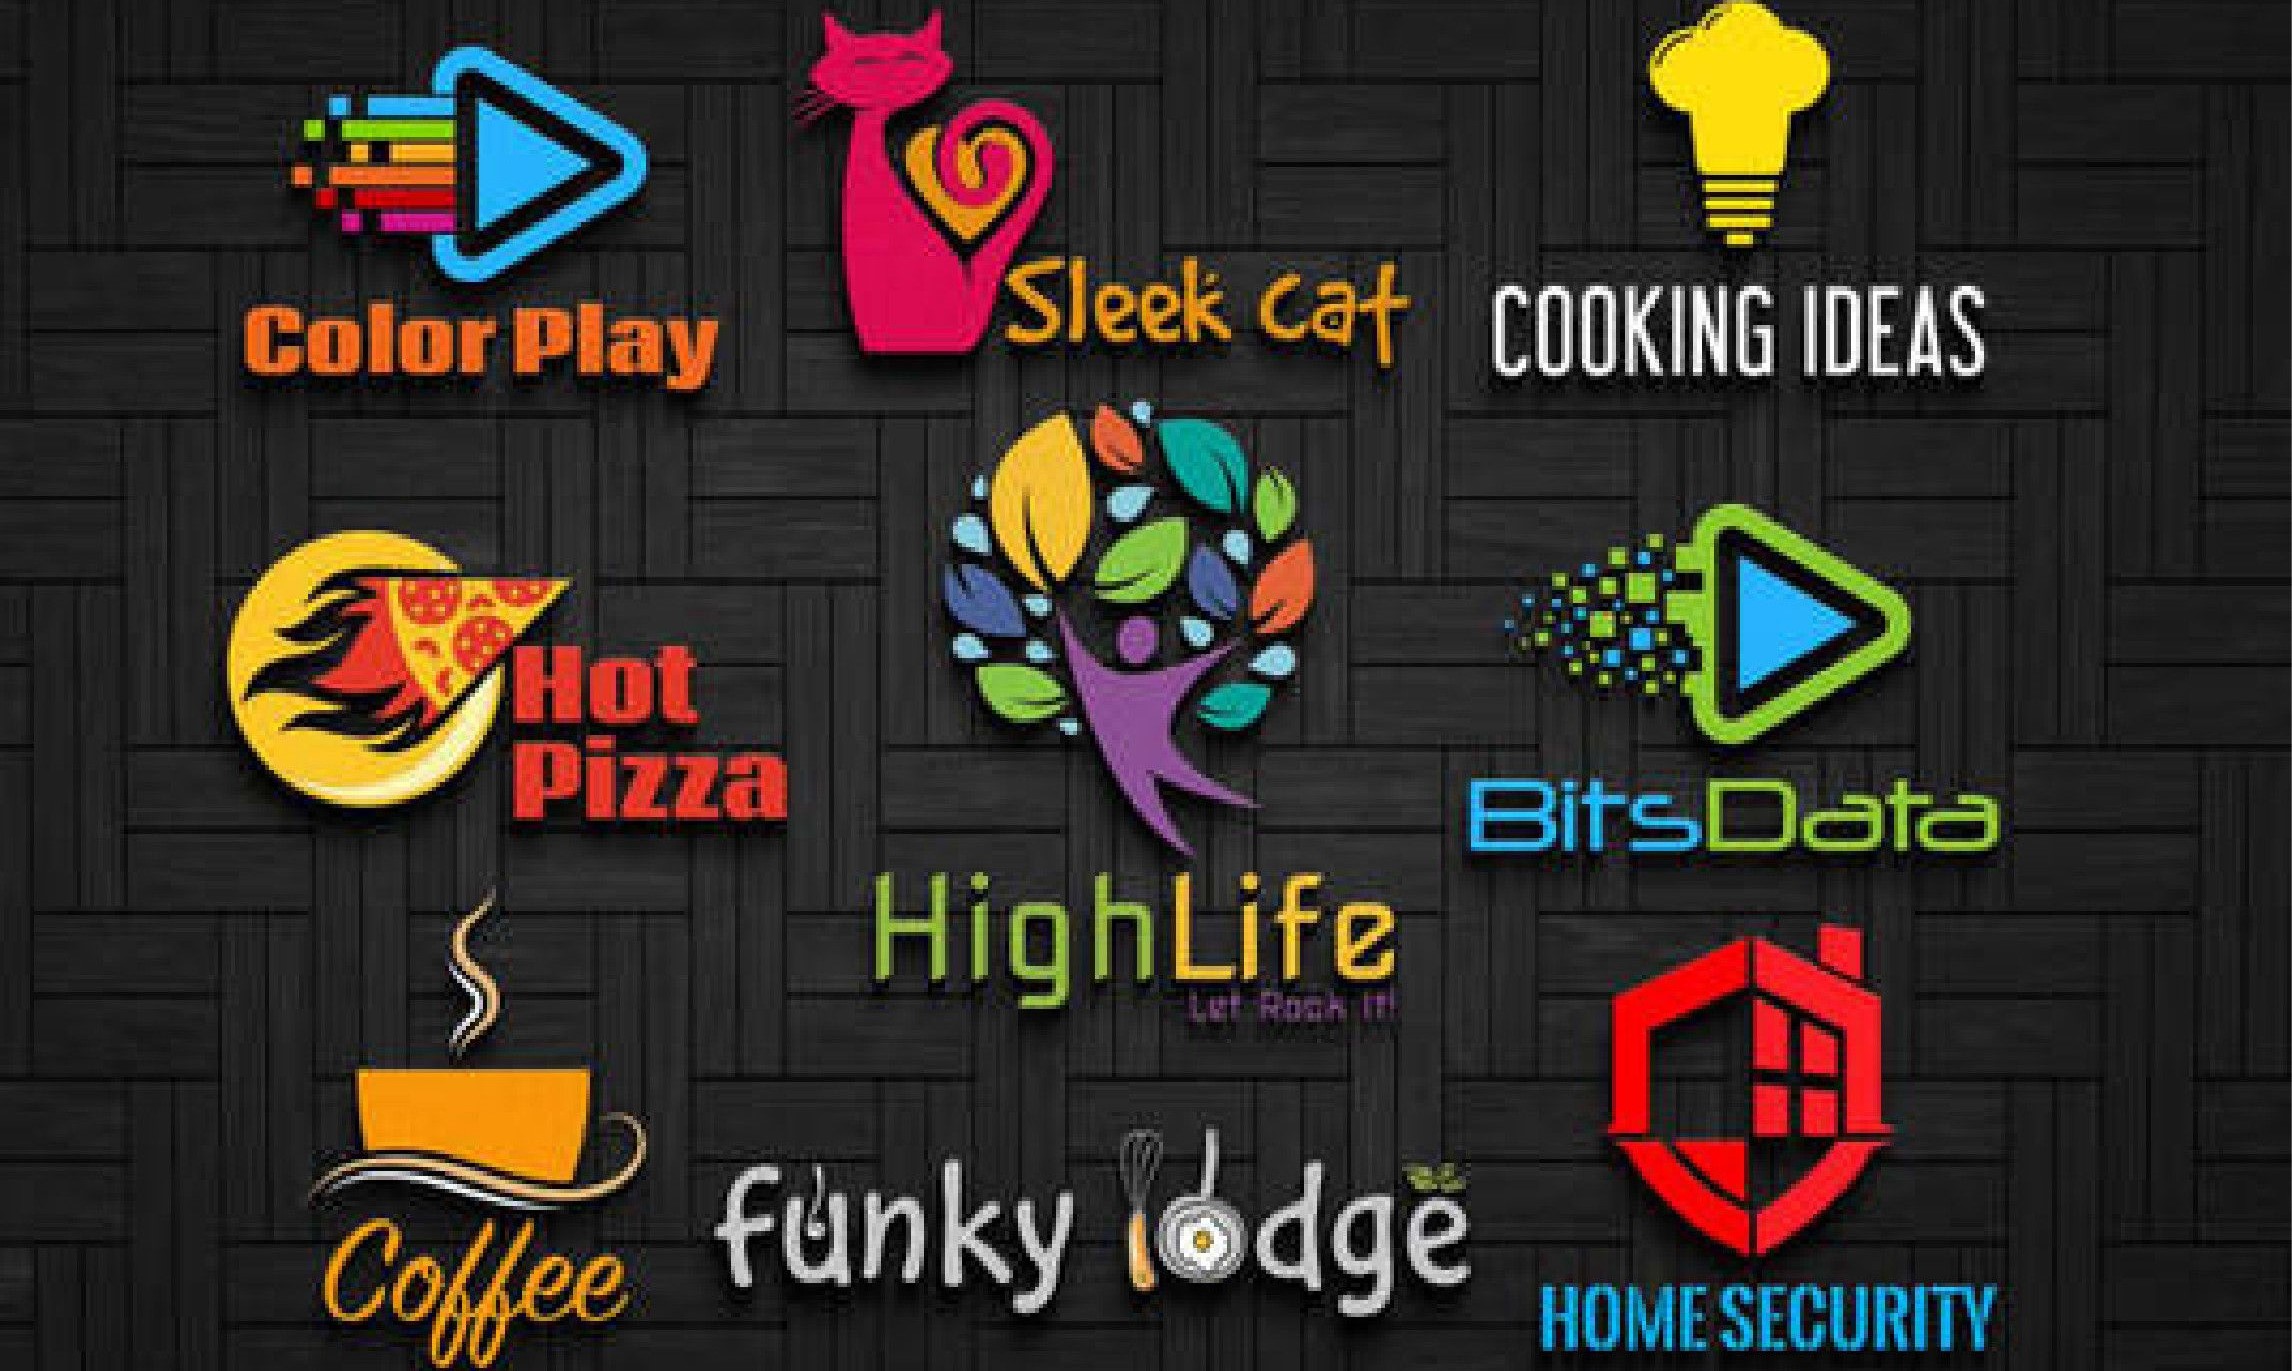 Color Play
Sleek Cat
COOKING IDEAS
Hot
Pizza
HighLife
Let Rock it!
BitsData
Coffee
funky lodge
HOME SECURITY